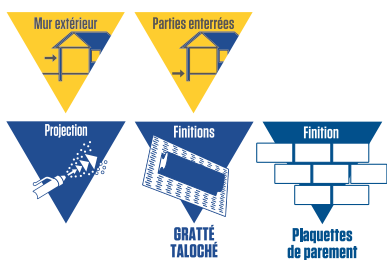 Mur extérieur
Parties enterrées
Projection
Finitions
GRATTÉ
TALOCHÉ
Finition
Plaquettes
de parement